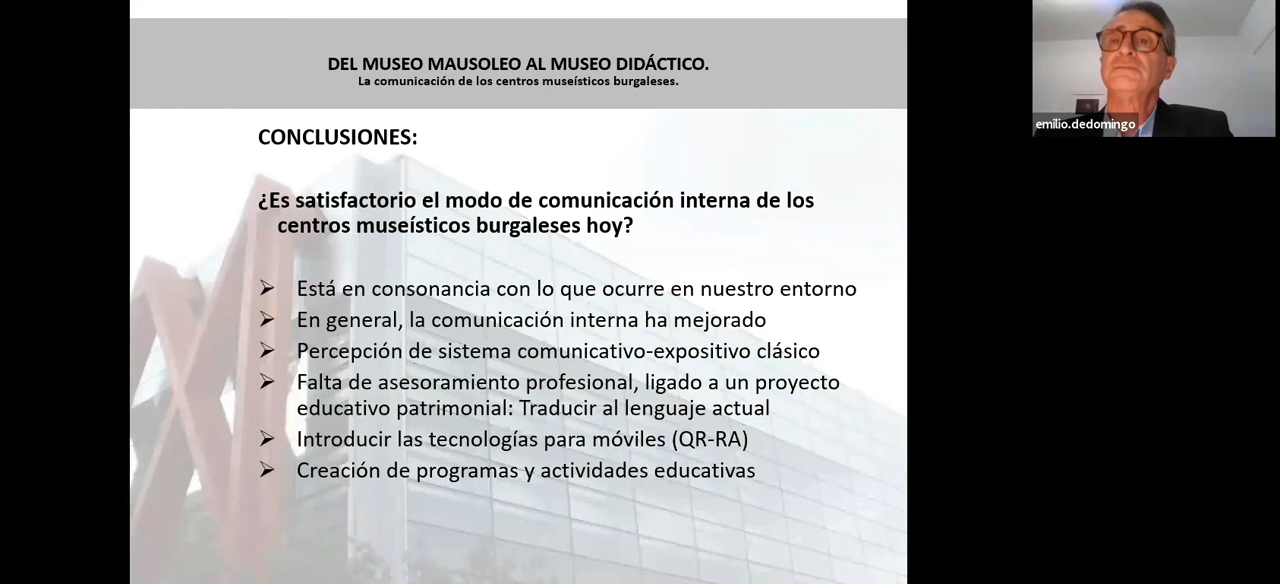 DEL MUSEO MAUSOLEO AL MUSEO DIDÁCTICO.
La comunicación de los centros museísticos burgaleses.
CONCLUSIONES:
¿Es satisfactorio el modo de comunicación interna de los
centros museísticos burgaleses hoy?
Está en consonancia con lo que ocurre en nuestro entorno
En general, la comunicación interna ha mejorado
Percepción de sistema comunicativo-expositivo clásico
Falta de asesoramiento profesional, ligado a un proyecto
educativo patrimonial: Traducir al lenguaje actual
Introducir las tecnologías para móviles (QR-RA)
Creación de programas y actividades educativas
emilio.dedomingo